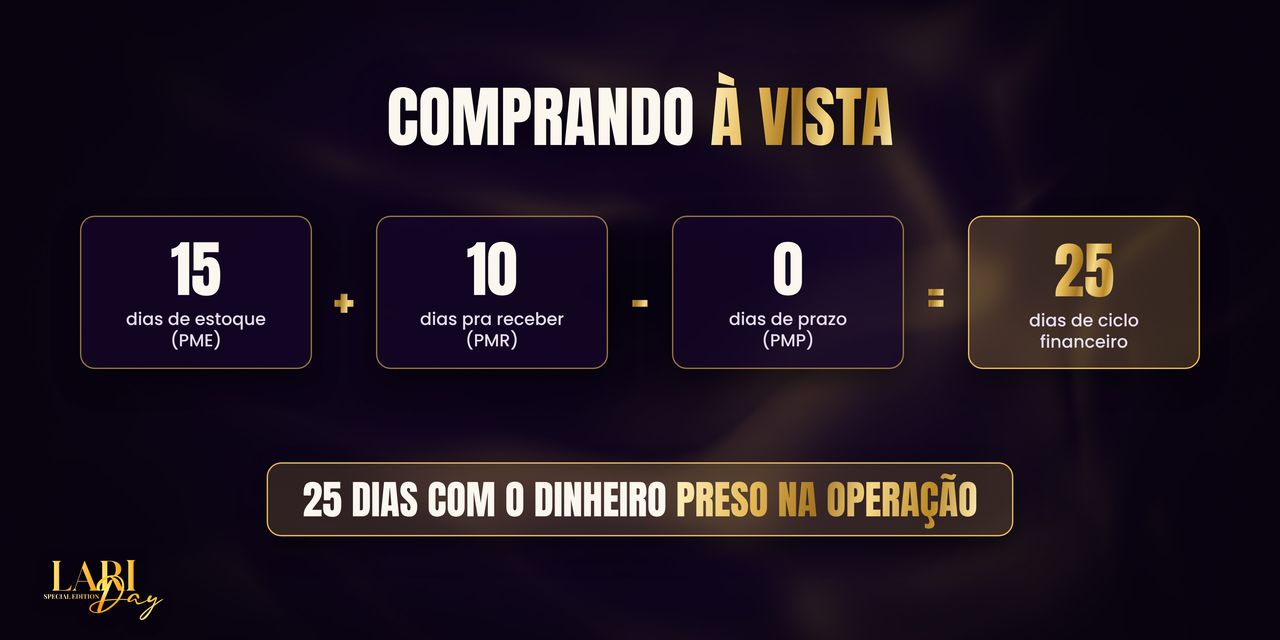 COMPRANDO À VISTA
15
dias de estoque
(PME)
+
10
dias pra receber
(PMR)
-
0
dias de prazo
(PMP)
=
25
dias de ciclo
financeiro
25 DIAS COM O DINHEIRO PRESO NA OPERAÇÃO
LARI
SPECIAL EDITION Day